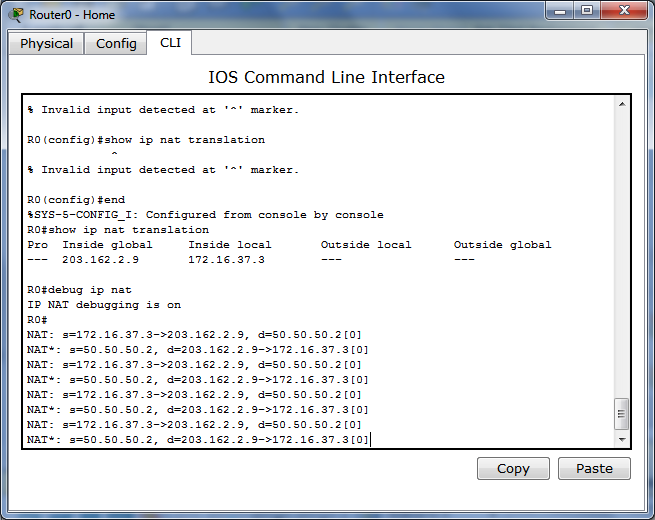 Router0 - Home
Physical Config CLI
IOS Command Line Interface
% Invalid input detected at '^' marker.
R0(config)#show ip nat translation
^
% Invalid input detected at '^' marker.
R0(config)#end
%SYS-5-CONFIG_I: Configured from console by console
R0#show ip nat translation
Pro Inside global Inside local Outside local Outside global
--- 203.162.2.9 172.16.37.3 --- ---
R0#debug ip nat
IP NAT debugging is on
R0#
NAT: s=172.16.37.3->203.162.2.9, d=50.50.50.2[0]
NAT*: s=50.50.50.2, d=203.162.2.9->172.16.37.3[0]
NAT: s=172.16.37.3->203.162.2.9, d=50.50.50.2[0]
NAT*: s=50.50.50.2, d=203.162.2.9->172.16.37.3[0]
NAT: s=172.16.37.3->203.162.2.9, d=50.50.50.2[0]
NAT*: s=50.50.50.2, d=203.162.2.9->172.16.37.3[0]
NAT: s=172.16.37.3->203.162.2.9, d=50.50.50.2[0]
NAT*: s=50.50.50.2, d=203.162.2.9->172.16.37.3[0]
Copy Paste